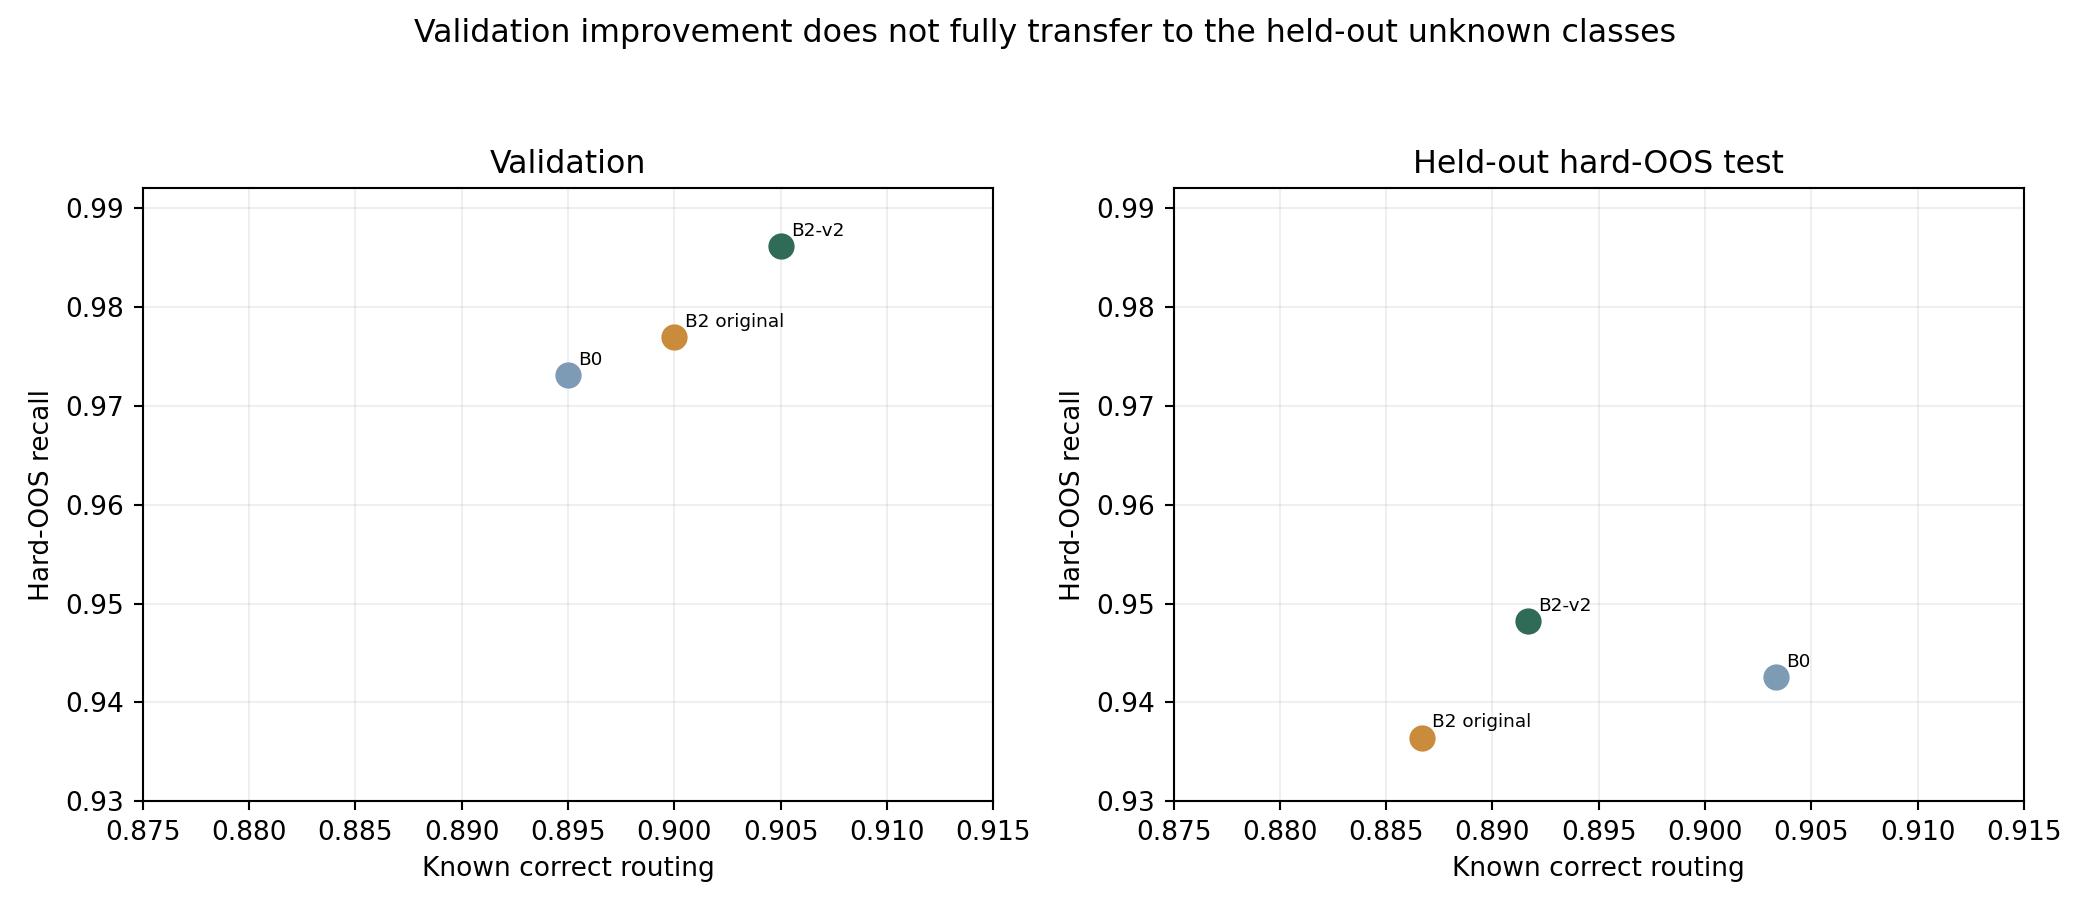 Validation improvement does not fully transfer to the held-out unknown classes
Validation
Hard-OOS recall
0.99
0.98
0.97
0.96
0.95
0.94
0.93
B2-v2
B2 original
B0
0.875 0.880 0.885 0.890 0.895 0.900 0.905 0.910 0.915
Known correct routing
Held-out hard-OOS test
Hard-OOS recall
0.99
0.98
0.97
0.96
0.95
0.94
0.93
B2-v2
B0
B2 original
0.875 0.880 0.885 0.890 0.895 0.900 0.905 0.910 0.915
Known correct routing